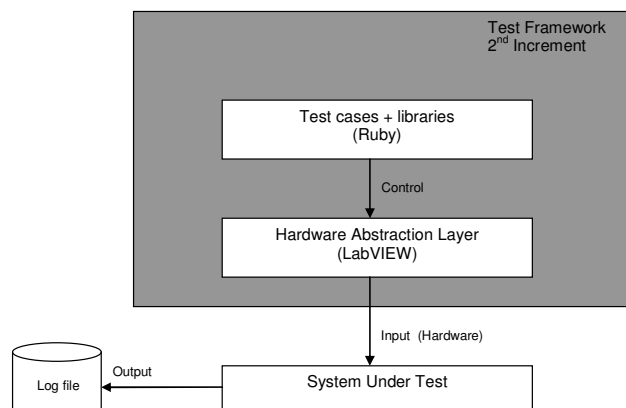 Test Framework
2nd Increment
Test cases + libraries
(Ruby)
Control
Hardware Abstraction Layer
(LabVIEW)
Input (Hardware)
System Under Test
Output
Log file